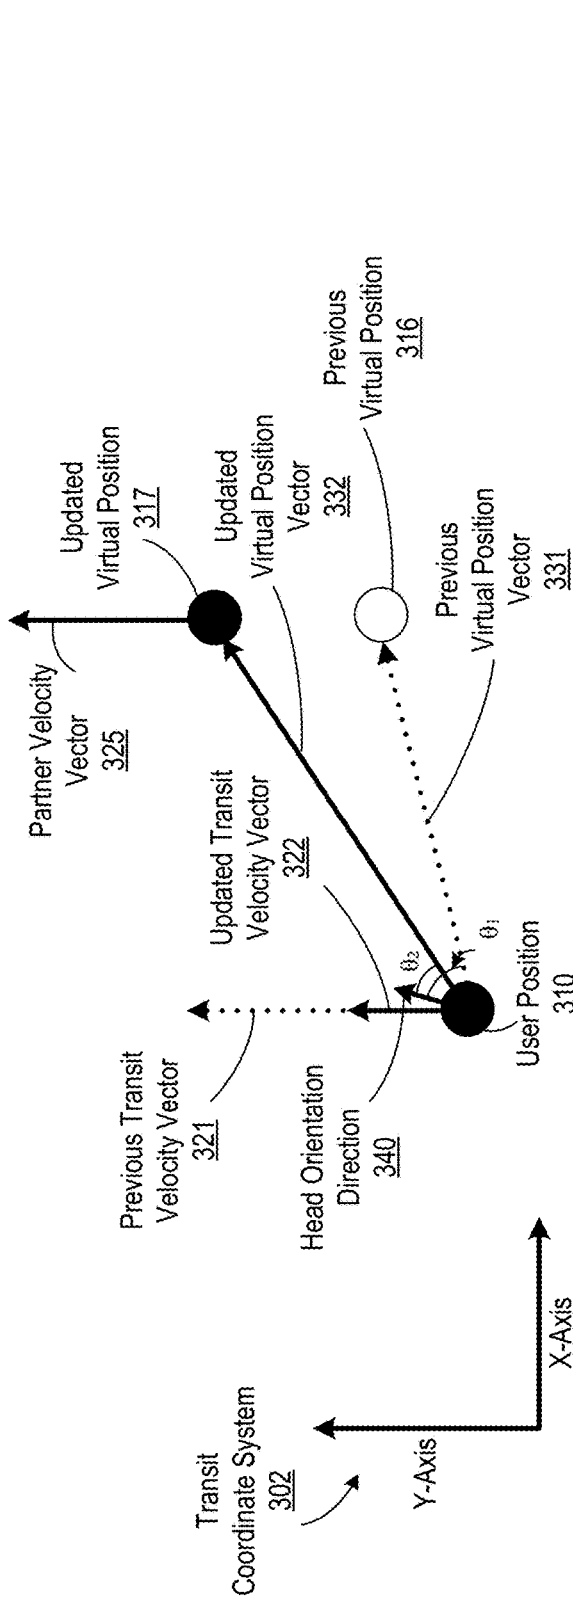 Transit
Coordinate System
302
Y-Axis
X-Axis
Previous Transit
Velocity Vector
321
Head Orientation
Direction
340
User Position
310
θ2
θ1
Updated Transit
Velocity Vector
322
Partner Velocity
Vector
325
Updated
Virtual Position
317
Updated
Virtual Position
Vector
332
Previous
Virtual Position
Vector
331
Previous
Virtual Position
316